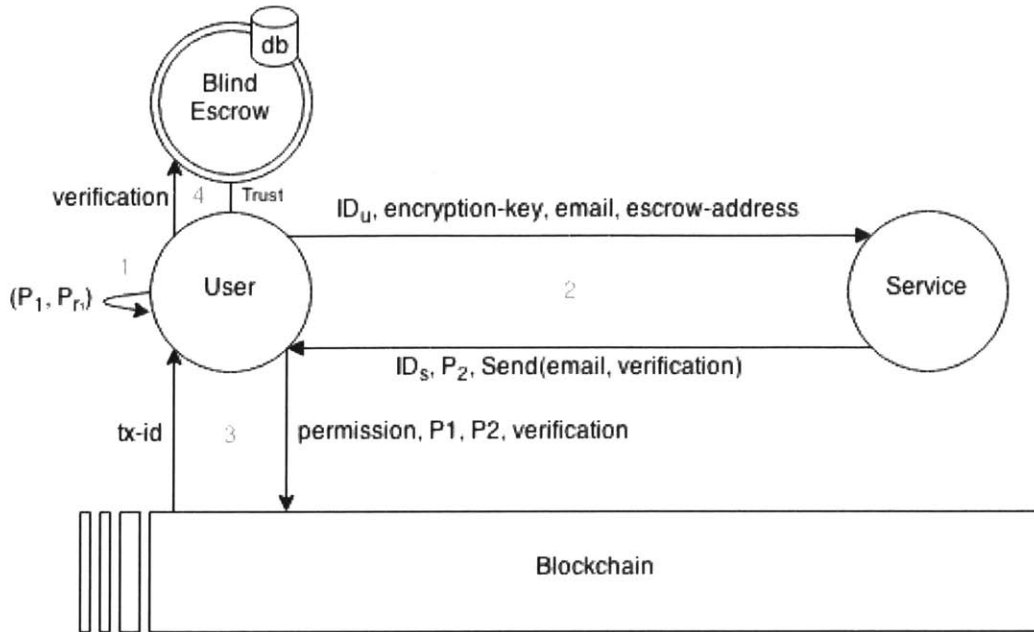 db
Blind
Escrow
verification
4
Trust
ID_u, encryption-key, email, escrow-address
1
(P_1, P_r₁)
User
2
Service
ID_s, P_2, Send(email, verification)
tx-id
3
permission, P1, P2, verification
Blockchain